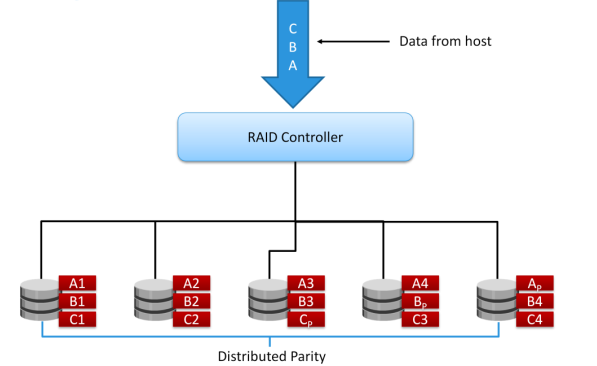 C
B
A
Data from host
RAID Controller
A1 A2 A3 A4 Ap
B1 B2 B3 Bp B4
C1 C2 Cp C3 C4
Distributed Parity